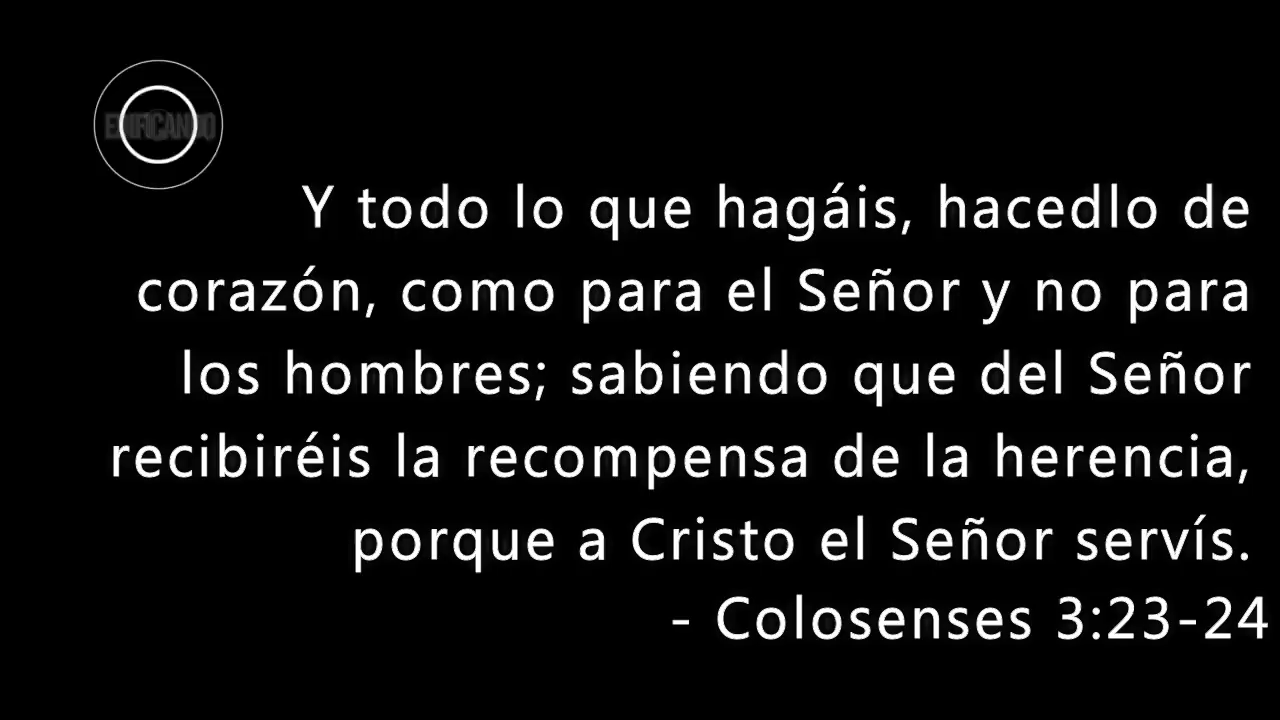 EDIFICANDO
Y todo lo que hagáis, hacedlo de
corazón, como para el Señor y no para
los hombres; sabiendo que del Señor
recibiréis la recompensa de la herencia,
porque a Cristo el Señor servís.
- Colosenses 3:23-24